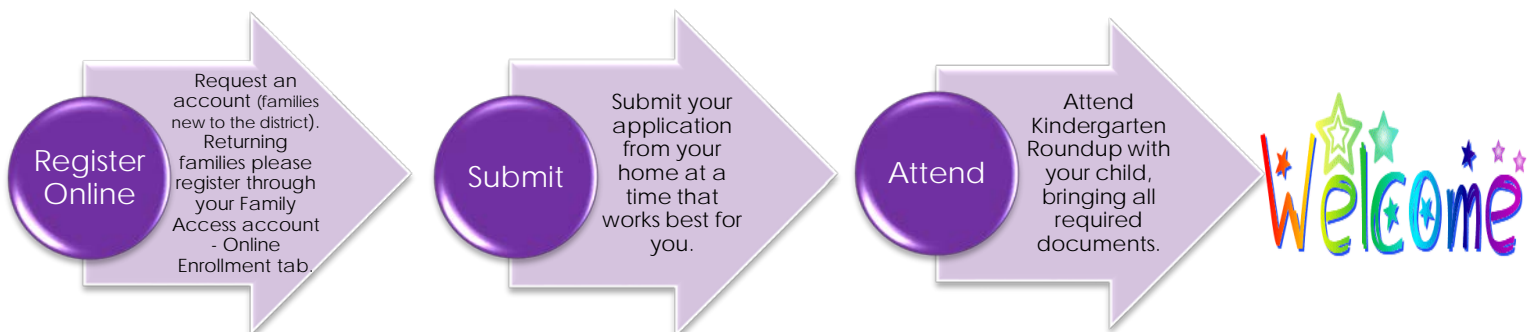 Register
Online
Request an
account (families
new to the district).
Returning
families please
register through
your Family
Access account
- Online
Enrollment tab.
Submit
Submit your
application
from your
home at a
time that
works best for
you.
Attend
Attend
Kindergarten
Roundup with
your child,
bringing all
required
documents.
Welcome